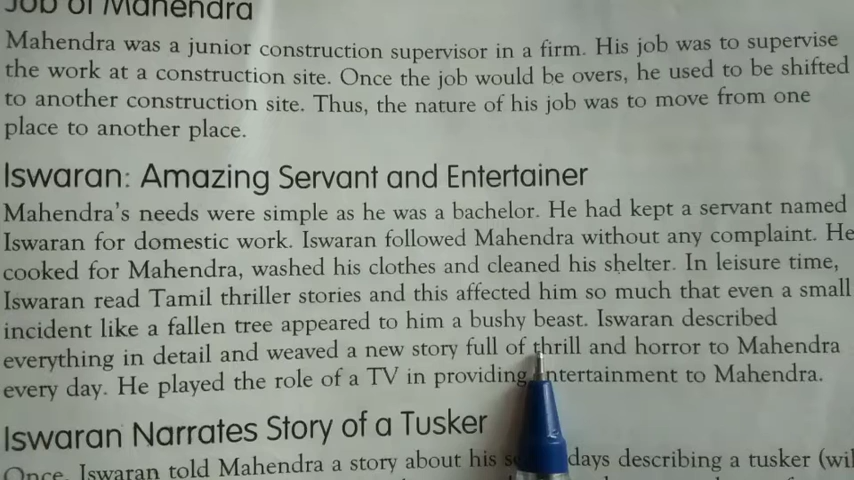 Job of Mahendra
Mahendra was a junior construction supervisor in a firm. His job was to supervise
the work at a construction site. Once the job would be overs, he used to be shifted
to another construction site. Thus, the nature of his job was to move from one
place to another place.
Iswaran: Amazing Servant and Entertainer
Mahendra's needs were simple as he was a bachelor. He had kept a servant named
Iswaran for domestic work. Iswaran followed Mahendra without any complaint. He
cooked for Mahendra, washed his clothes and cleaned his shelter. In leisure time,
Iswaran read Tamil thriller stories and this affected him so much that even a small
incident like a fallen tree appeared to him a bushy beast. Iswaran described
everything in detail and weaved a new story full of thrill and horror to Mahendra
every day. He played the role of a TV in providing entertainment to Mahendra.
Iswaran Narrates Story of a Tusker
Once, Iswaran told Mahendra a story about his days describing a tusker (wil